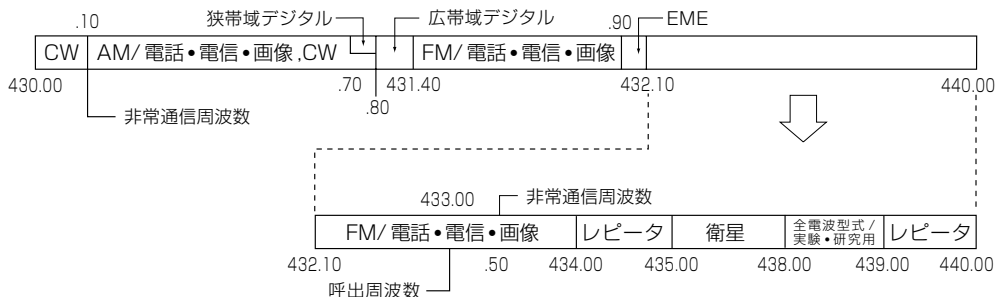 .10 狭帯域デジタル 広帯域デジタル .90 EME
CW AM/電話・電信・画像,CW FM/電話・電信・画像
430.00 .70 431.40 432.10 440.00
.80
非常通信周波数
433.00 非常通信周波数
FM/電話・電信・画像 レピータ 衛星 全電波型式/ レピータ
実験・研究用
432.10 .50 434.00 435.00 438.00 439.00 440.00
呼出周波数